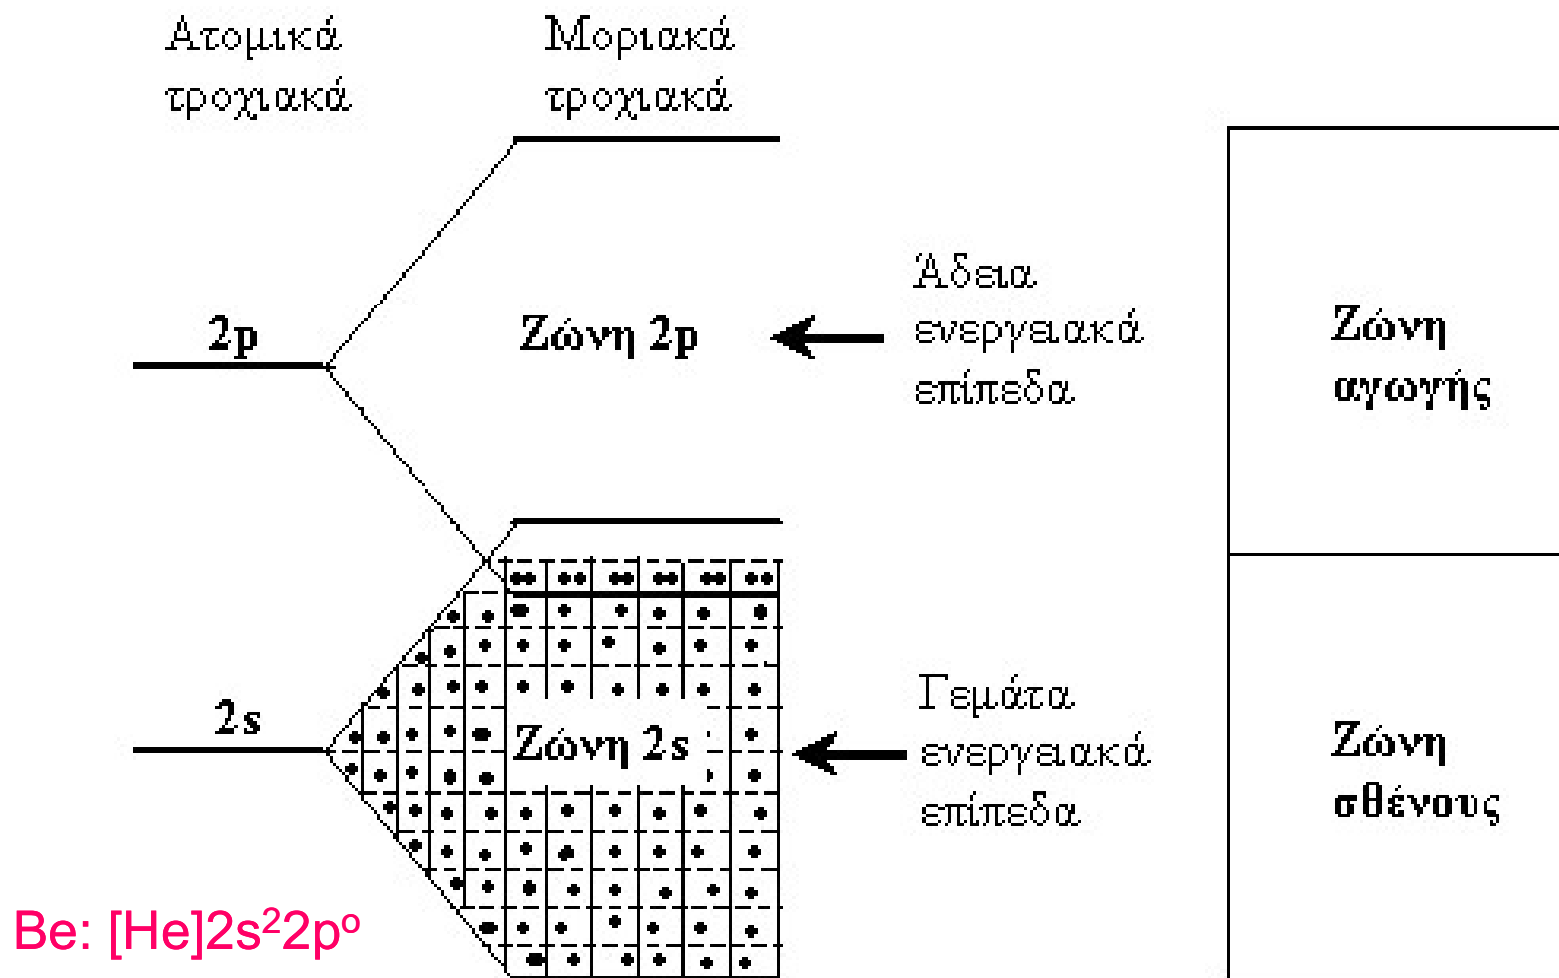 Ατομικά
τροχιακά
Μοριακά
τροχιακά
2p
Ζώνη 2p
Άδεια
ενεργειακά
επίπεδα
Ζώνη
αγωγής
2s
Ζώνη 2s
Γεμάτα
ενεργειακά
επίπεδα
Ζώνη
σθένους
Be: [He]2s²2pº